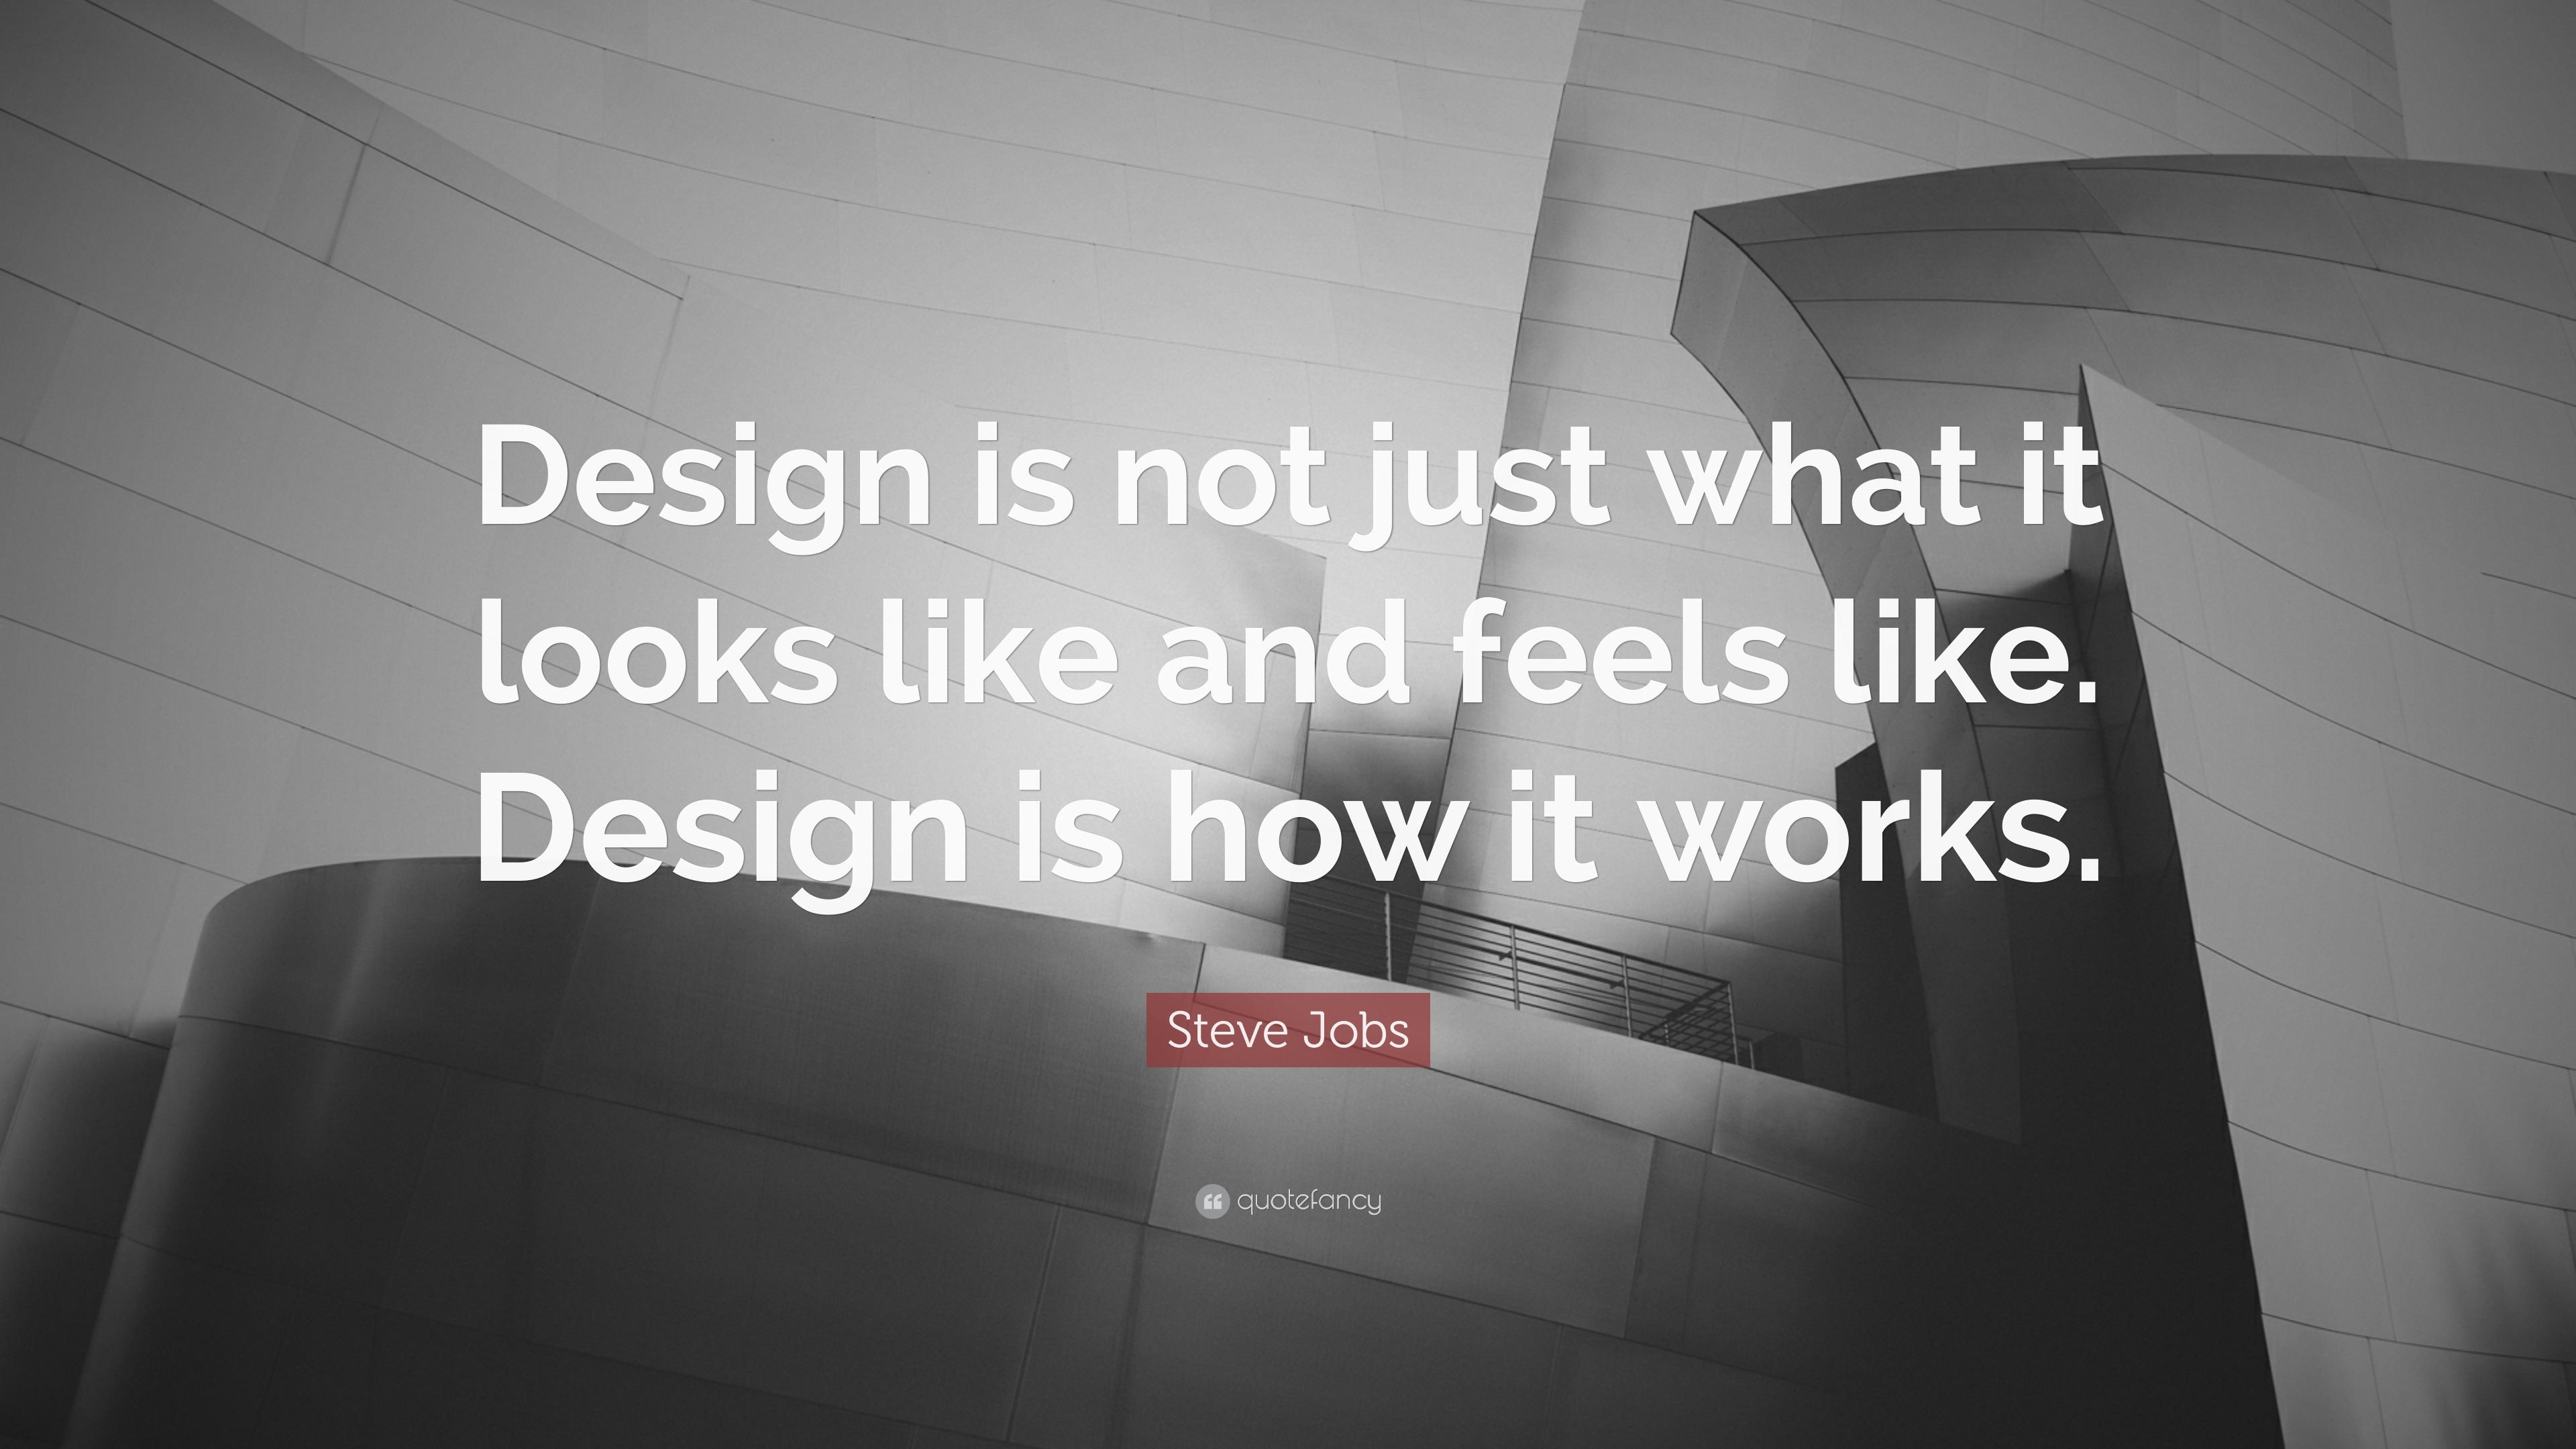 Design is not just what it
looks like and feels like.
Design is how it works.
Steve Jobs
quotefancy